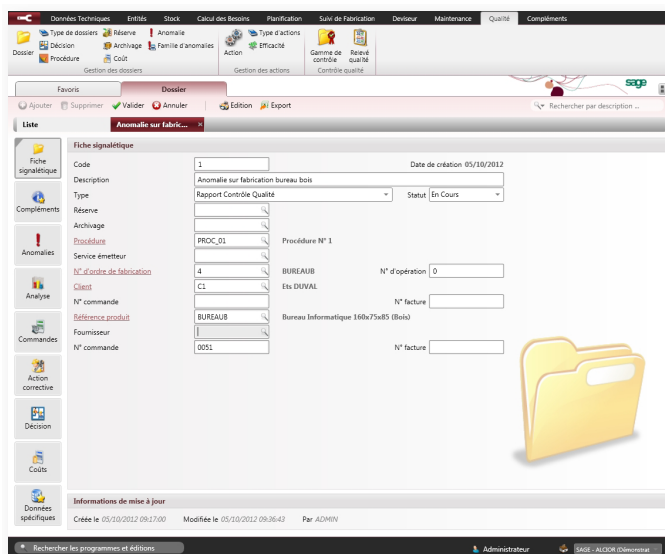 Données Techniques Entités Stock Calcul des Besoins Planification Suivi de Fabrication Deviseur Maintenance Qualité Compléments
Dossier
Type de dossiers Réserve Anomalie
Décision Archivage Famille d'anomalies
Procédure Coût
Gestion des dossiers
Action
Type d'actions
Efficacité
Gestion des actions
Gamme de contrôle
Relevé qualité
Contrôle qualité
Favoris Dossier
sage
Ajouter Supprimer Valider Annuler Edition Export Rechercher par description ...
Liste Anomalie sur fabric... ×
Fiche signalétique
Compléments
Anomalies
Analyse
Commandes
Action corrective
Décision
Coûts
Données spécifiques
Fiche signalétique
Code 1 Date de création 05/10/2012
Description Anomalie sur fabrication bureau bois
Type Rapport Contrôle Qualité Statut En Cours
Réserve
Archivage
Procédure PROC_01 Procédure N° 1
Service émetteur
N° d'ordre de fabrication 4 BUREAUB N° d'opération 0
Client C1 Ets DUVAL
N° commande N° facture
Référence produit BUREAUB Bureau Informatique 160x75x85 (Bois)
Fournisseur
N° commande 0051 N° facture
Informations de mise à jour
Créée le 05/10/2012 09:17:00 Modifiée le 05/10/2012 09:36:43 Par ADMIN
Rechercher les programmes et éditions Administrateur SAGE - ALCIOR (Démonstrat